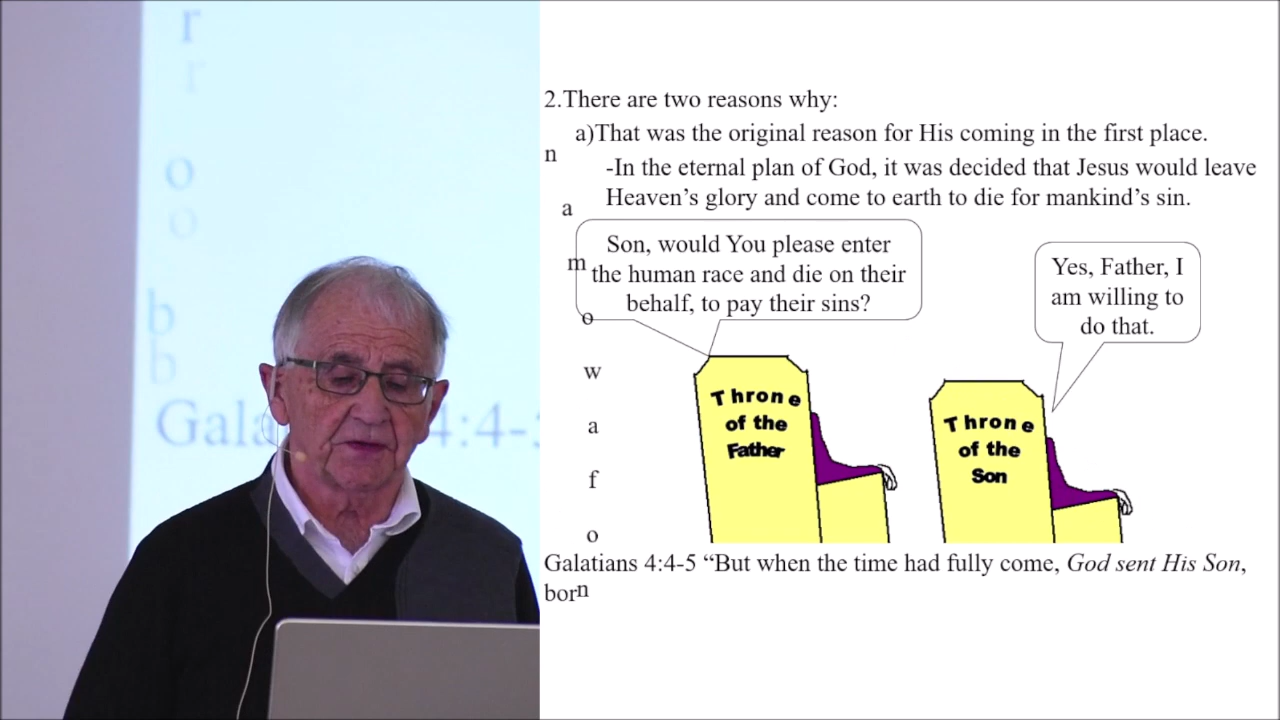 r
r
o
o
b
b
Gala 4:4-5
2.There are two reasons why:
a)That was the original reason for His coming in the first place.
n
-In the eternal plan of God, it was decided that Jesus would leave
Heaven's glory and come to earth to die for mankind's sin.
a
Son, would You please enter
the human race and die on their
behalf, to pay their sins?
m
o
Yes, Father, I
am willing to
do that.
w
a
f
o
Throne
of the
Father
Throne
of the
Son
Galatians 4:4-5 “But when the time had fully come, God sent His Son,
born